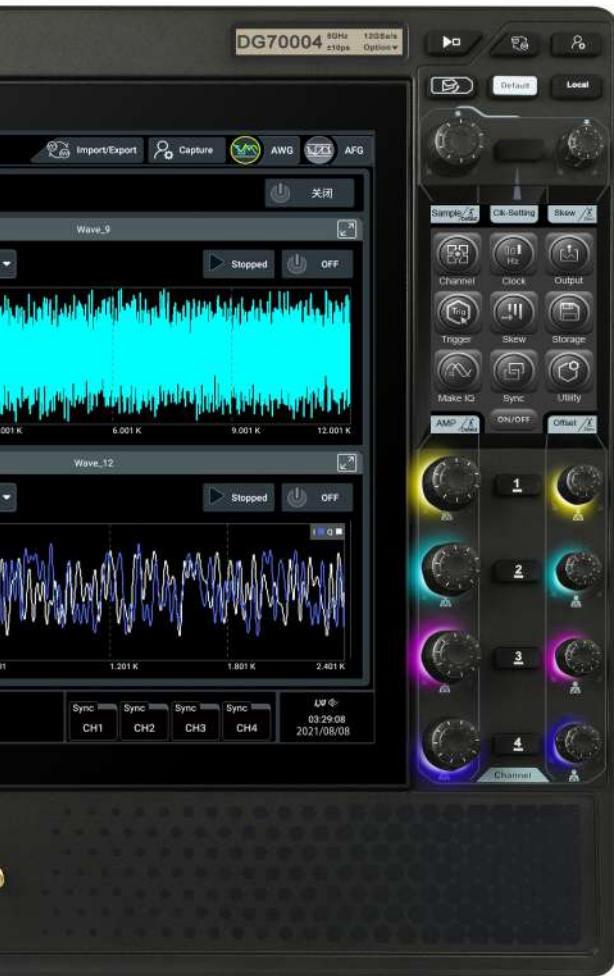 DG70004 5GHz 12GSa/s
±10ps Option
Default Local
Import/Export Capture AWG AFG
关闭
Wave_9
Stopped OFF
Sample Clk-Setting Skew
Channel Clock Output
Trig
Trigger Skew Storage
Make IQ Sync Utility
.001 K 6.001 K 9.001 K 12.001 K
AMP ON/OFF Offset
Wave_12
Stopped OFF
I Q
1
2
3
4
1.201 K 1.801 K 2.401 K
Sync Sync Sync Sync
CH1 CH2 CH3 CH4
LXI
03:29:08
2021/08/08
Channel